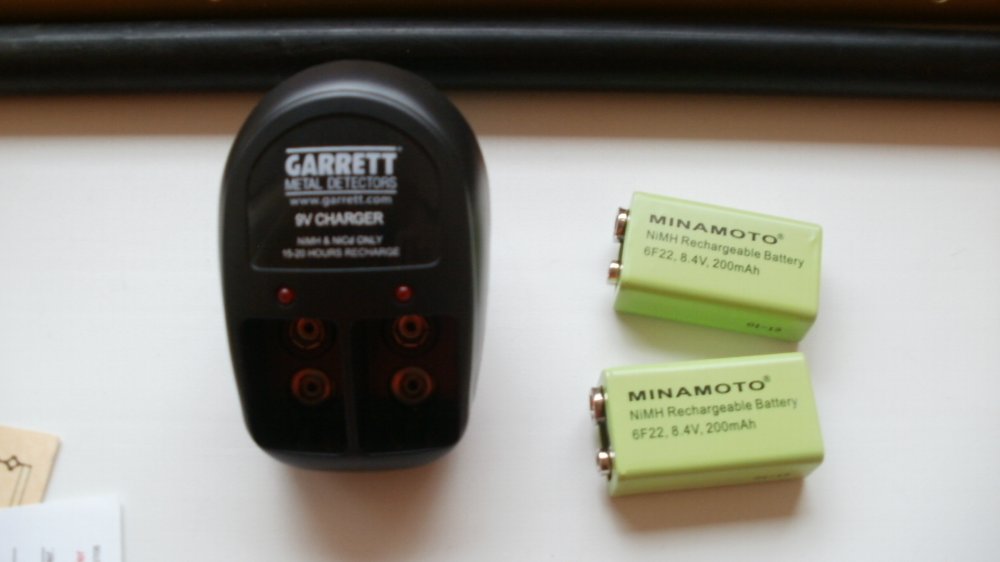 GARRETT
METAL DETECTORS
www.garrett.com
9V CHARGER
NiMH & NiCd ONLY
15-20 HOURS RECHARGE
MINAMOTO®
NiMH Rechargeable Battery
6F22, 8.4V, 200mAh
MINAMOTO®
NiMH Rechargeable Battery
6F22, 8.4V, 200mAh